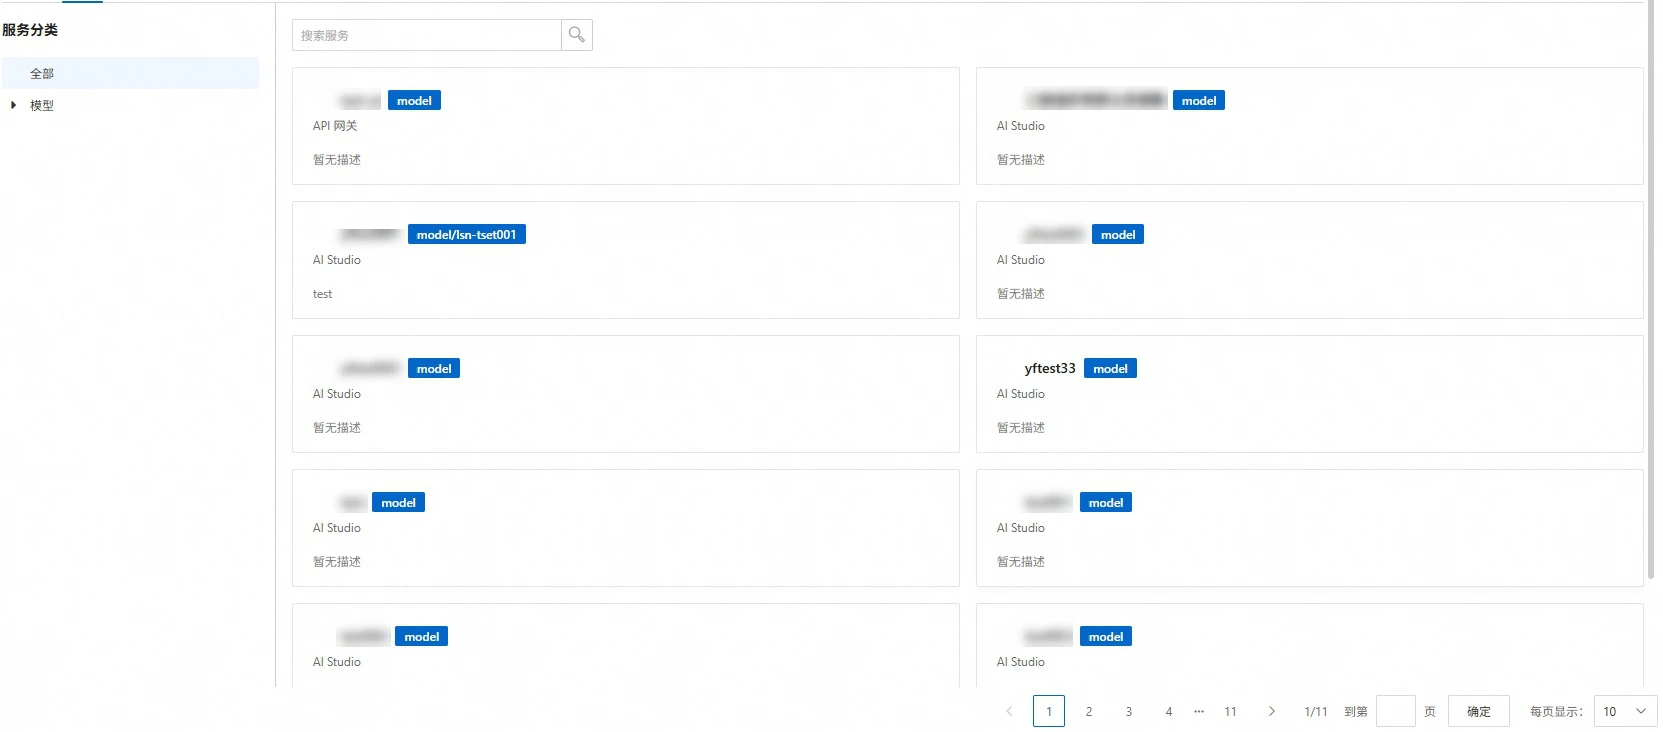 服务分类
全部
模型
搜索服务
model
API 网关
暂无描述
model
AI Studio
暂无描述
model/lsn-tset001
AI Studio
test
model
AI Studio
暂无描述
model
AI Studio
暂无描述
yftest33 model
AI Studio
暂无描述
model
AI Studio
暂无描述
model
AI Studio
暂无描述
model
AI Studio
model
AI Studio
1 2 3 4 ··· 11 1/11 到第 页 确定 每页显示： 10